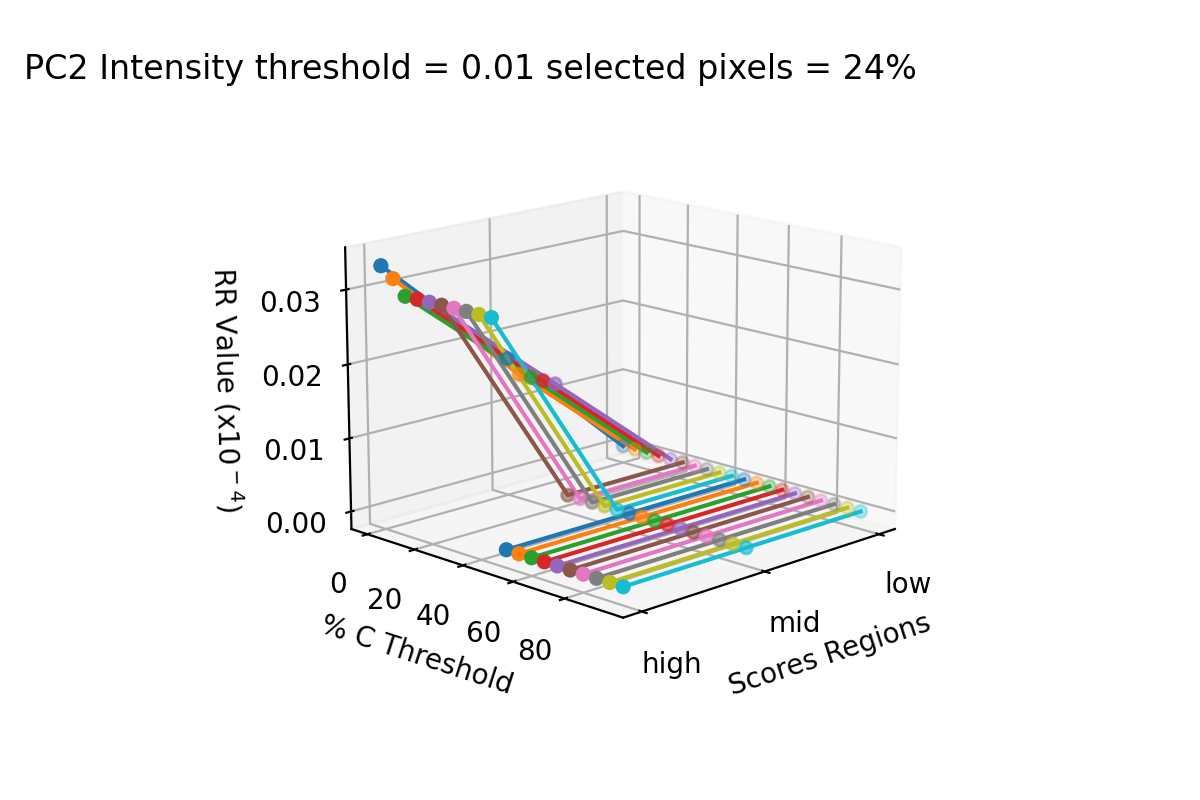 PC2 Intensity threshold = 0.01 selected pixels = 24%
RR Value (x10⁻⁴)
0.03
0.02
0.01
0.00
0
20
40
60
80
% C Threshold
low
mid
high
Scores Regions